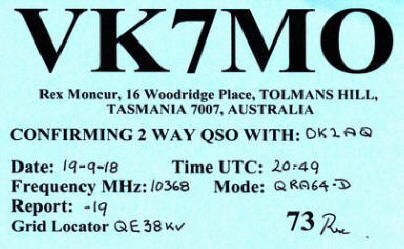 VK7MO
Rex Moncur, 16 Woodridge Place, TOLMANS HILL,
TASMANIA 7007, AUSTRALIA
CONFIRMING 2 WAY QSO WITH: OK2AQ
Date: 19-9-18 Time UTC: 20:49
Frequency MHz: 10368 Mode: QRA64-D
Report: -19
Grid Locator QE38KV 73 Rex